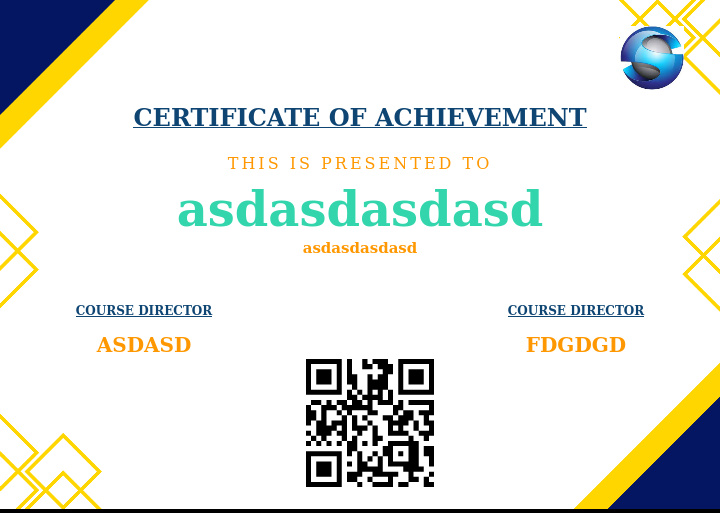 CERTIFICATE OF ACHIEVEMENT
THIS IS PRESENTED TO
asdasdasdasd
asdasdasdasd
COURSE DIRECTOR
ASDASD
COURSE DIRECTOR
FDGDGD